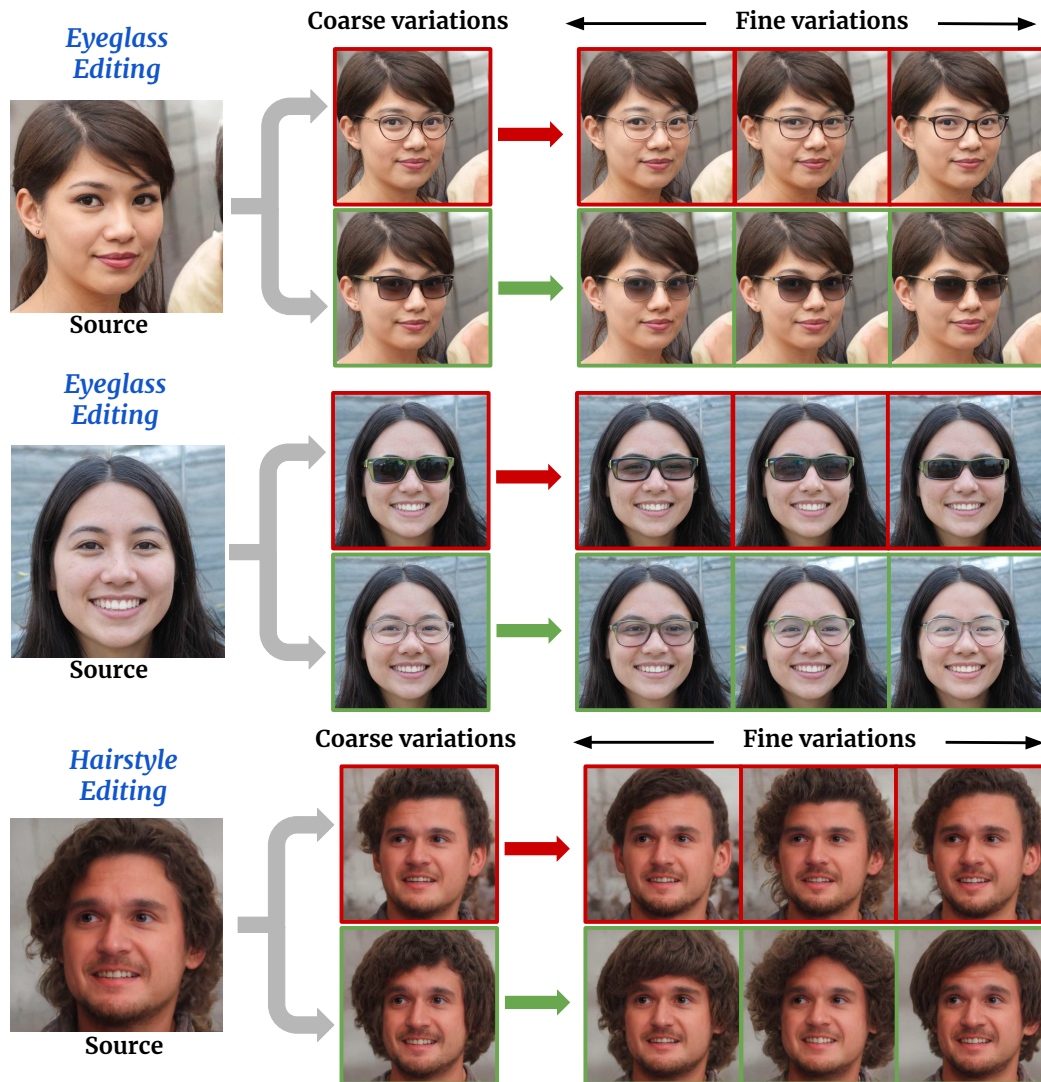 Eyeglass
Editing
Coarse variations
Fine variations
Source
Eyeglass
Editing
Source
Hairstyle
Editing
Coarse variations
Fine variations
Source